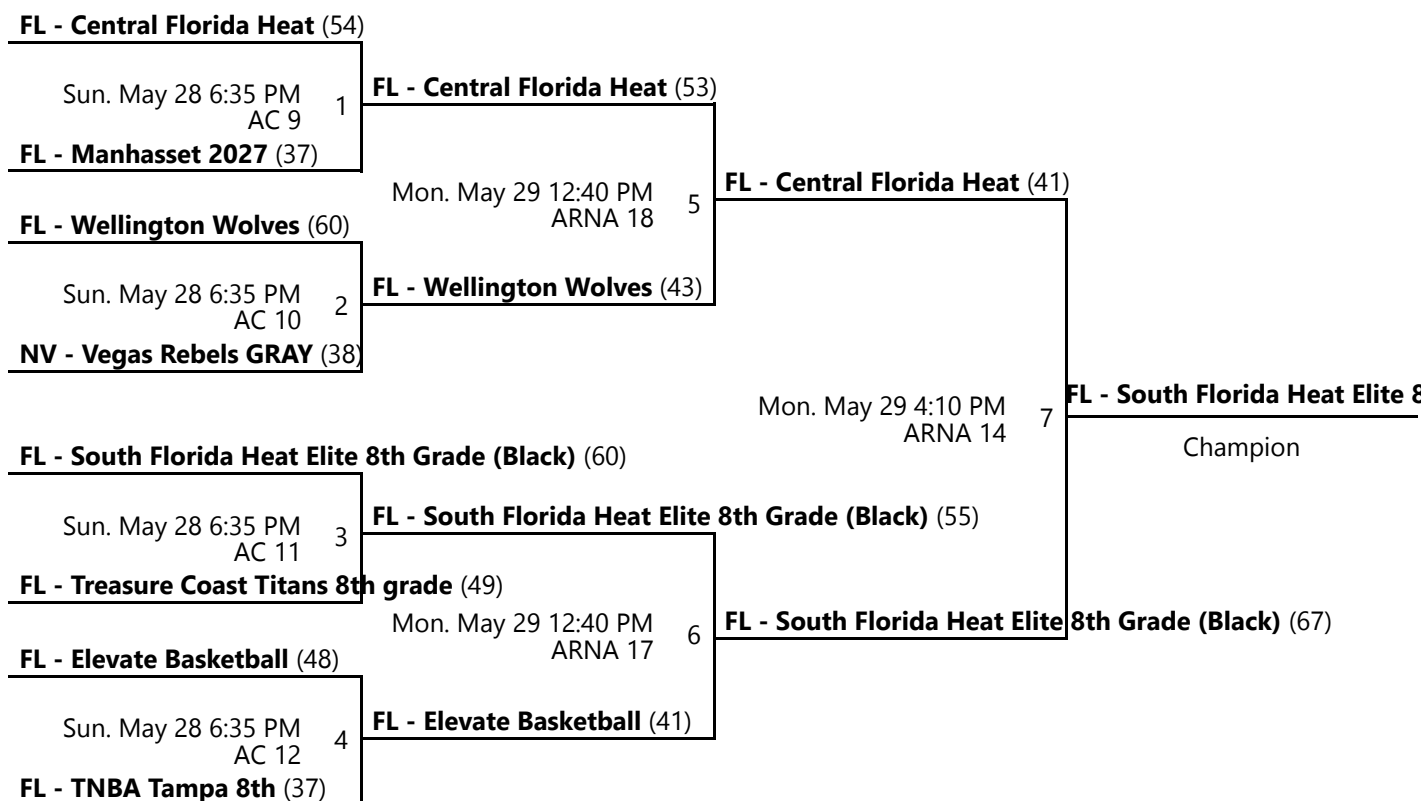 FL - Central Florida Heat (54)
Sun. May 28 6:35 PM
AC 9
1
FL - Manhasset 2027 (37)
FL - Central Florida Heat (53)
FL - Wellington Wolves (60)
Sun. May 28 6:35 PM
AC 10
2
NV - Vegas Rebels GRAY (38)
Mon. May 29 12:40 PM
ARNA 18
5
FL - Wellington Wolves (43)
FL - Central Florida Heat (41)
FL - South Florida Heat Elite 8th Grade (Black) (60)
Sun. May 28 6:35 PM
AC 11
3
FL - Treasure Coast Titans 8th grade (49)
FL - South Florida Heat Elite 8th Grade (Black) (55)
FL - Elevate Basketball (48)
Sun. May 28 6:35 PM
AC 12
4
FL - TNBA Tampa 8th (37)
Mon. May 29 12:40 PM
ARNA 17
6
FL - Elevate Basketball (41)
FL - South Florida Heat Elite 8th Grade (Black) (67)
Mon. May 29 4:10 PM
ARNA 14
7
FL - South Florida Heat Elite 8
Champion